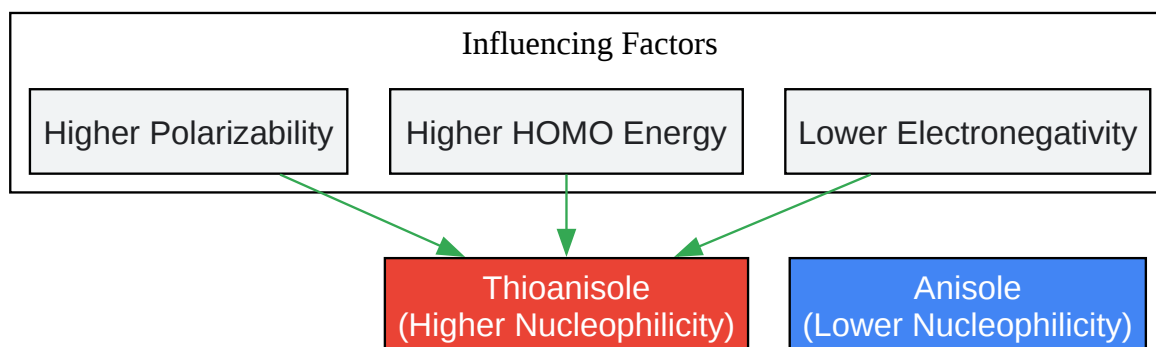 Influencing Factors
Higher Polarizability
Higher HOMO Energy
Lower Electronegativity
Thioanisole
(Higher Nucleophilicity)
Anisole
(Lower Nucleophilicity)